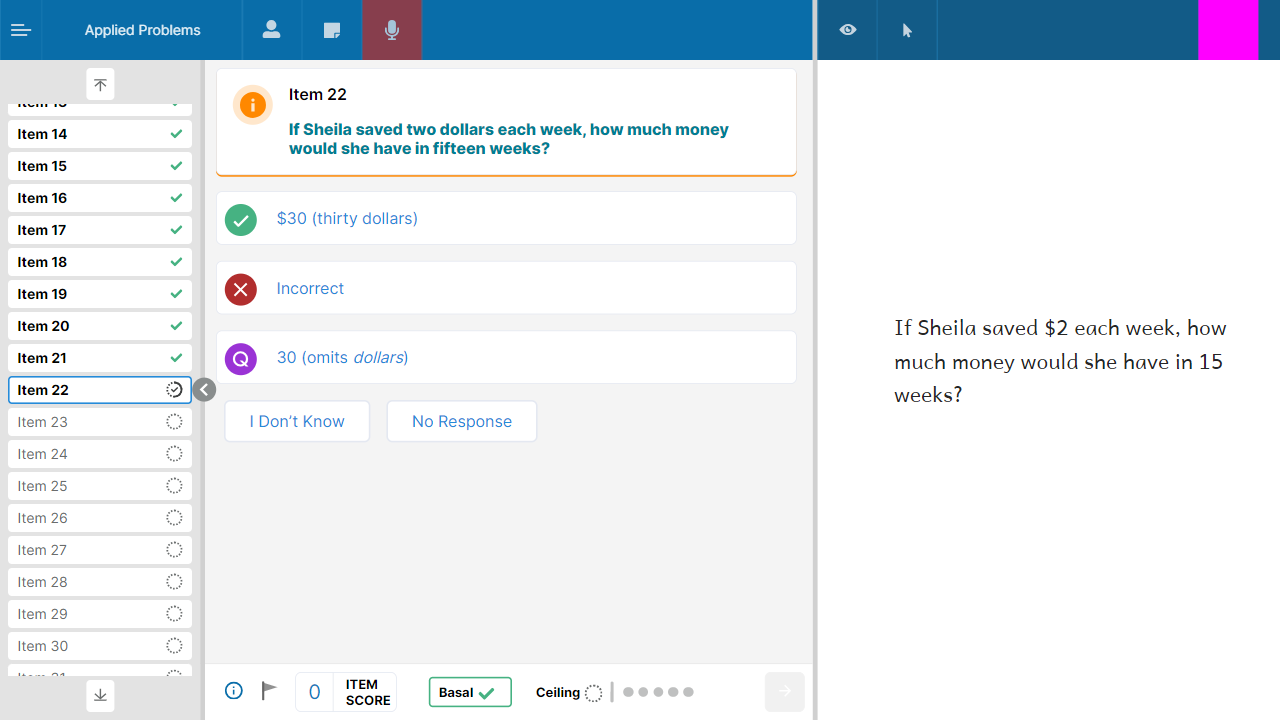 Applied Problems
Item 14
Item 15
Item 16
Item 17
Item 18
Item 19
Item 20
Item 21
Item 22
Item 23
Item 24
Item 25
Item 26
Item 27
Item 28
Item 29
Item 30
Item 22
If Sheila saved two dollars each week, how much money
would she have in fifteen weeks?
$30 (thirty dollars)
Incorrect
Q 30 (omits dollars)
I Don’t Know No Response
0 ITEM
SCORE
Basal Ceiling
If Sheila saved $2 each week, how
much money would she have in 15
weeks?